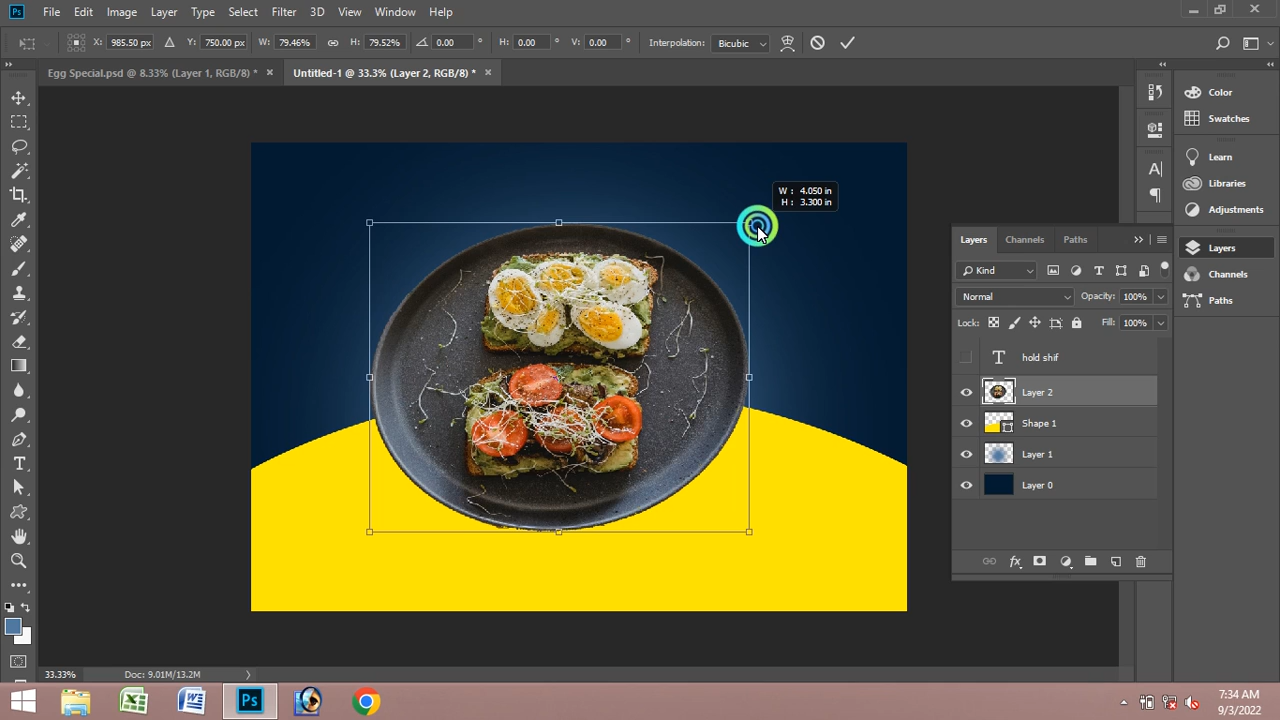 Ps File Edit Image Layer Type Select Filter 3D View Window Help
X: 985.50 px Y: 750.00 px W: 79.46% H: 79.52% 0.00 ° H: 0.00 ° V: 0.00 ° Interpolation: Bicubic
Egg Special.psd @ 8.33% (Layer 1, RGB/8) * × Untitled-1 @ 33.3% (Layer 2, RGB/8) * ×
W : 4.050 in
H : 3.300 in
Color
Swatches
Learn
Libraries
Adjustments
Layers
Channels
Paths
Layers Channels Paths
Kind
Normal Opacity: 100%
Lock: Fill: 100%
hold shif
Layer 2
Shape 1
Layer 1
Layer 0
fx
33.33% Doc: 9.01M/13.2M
Ps
7:34 AM
9/3/2022